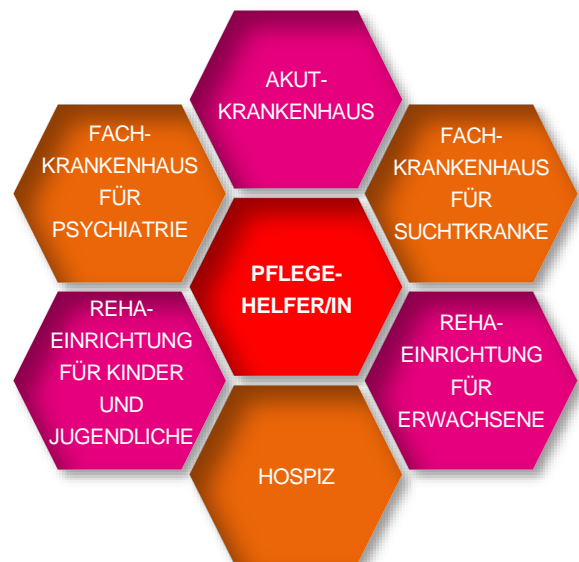 AKUT-
KRANKENHAUS
FACH-
KRANKENHAUS
FÜR
PSYCHIATRIE
FACH-
KRANKENHAUS
FÜR
SUCHTKRANKE
PFLEGE-
HELFER/IN
REHA-
EINRICHTUNG
FÜR KINDER
UND
JUGENDLICHE
REHA-
EINRICHTUNG
FÜR
ERWACHSENE
HOSPIZ